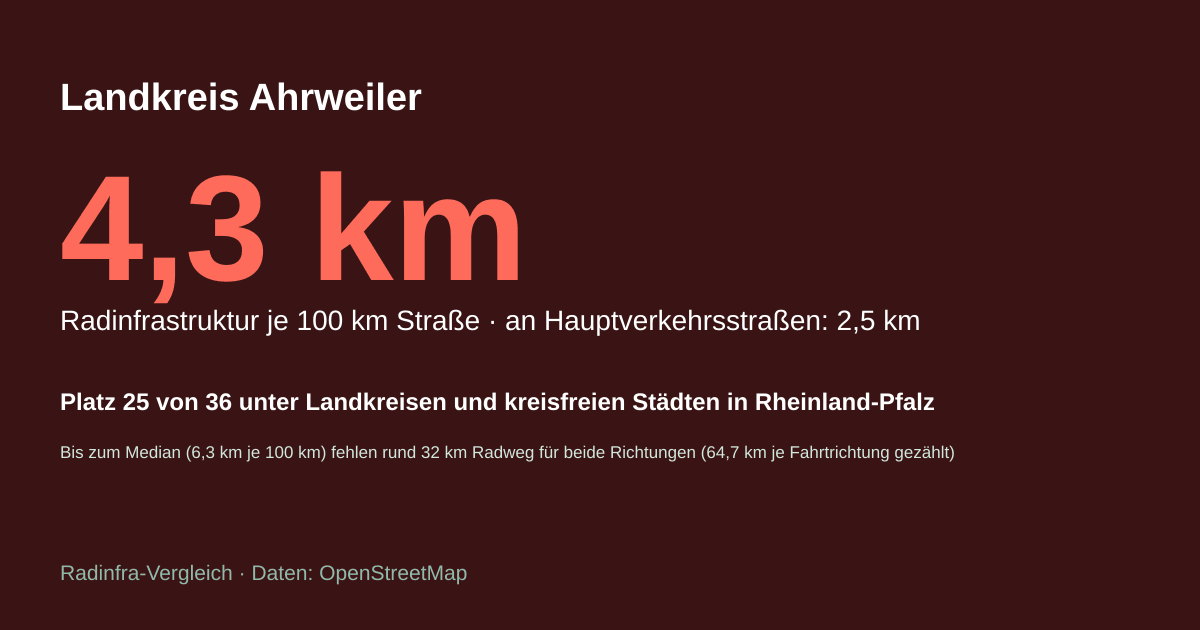 Landkreis Ahrweiler
4,3 km
Radinfrastruktur je 100 km Straße · an Hauptverkehrsstraßen: 2,5 km
Platz 25 von 36 unter Landkreisen und kreisfreien Städten in Rheinland-Pfalz
Bis zum Median (6,3 km je 100 km) fehlen rund 32 km Radweg für beide Richtungen (64,7 km je Fahrtrichtung gezählt)
Radinfra-Vergleich · Daten: OpenStreetMap